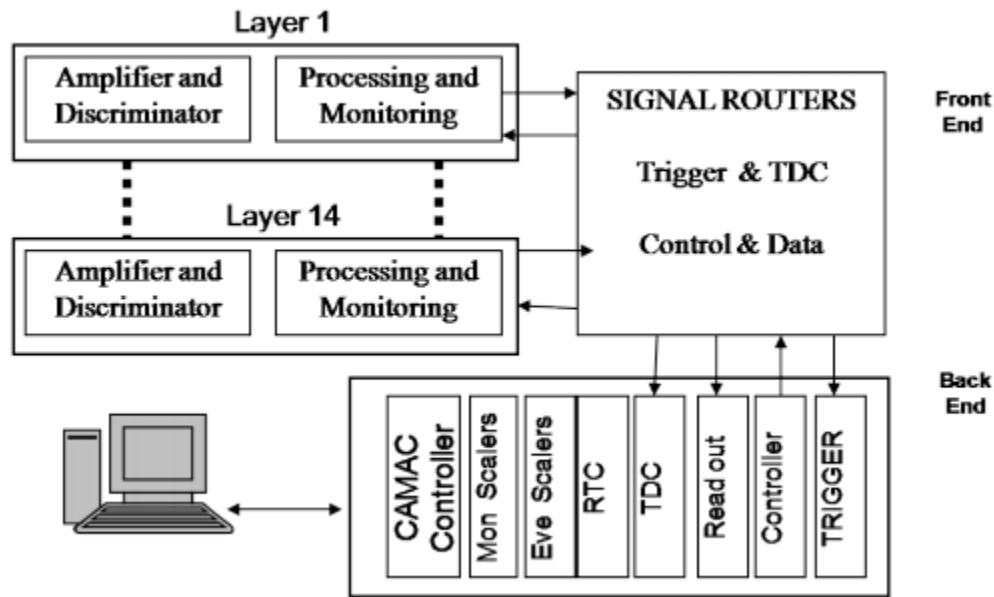 Layer 1
Amplifier and
Discriminator
Processing and
Monitoring
SIGNAL ROUTERS
Trigger & TDC
Control & Data
Front
End
Layer 14
Amplifier and
Discriminator
Processing and
Monitoring
Back
End
CAMAC
Controller
Mon Scalers
Eve Scalers
RTC
TDC
Read out
Controller
TRIGGER